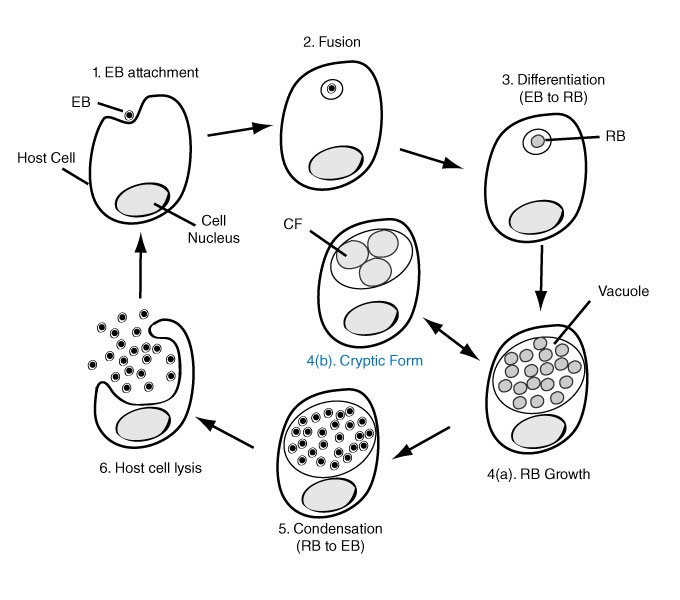 2. Fusion
1. EB attachment
3. Differentiation
(EB to RB)
EB
RB
Host Cell
Cell
Nucleus
CF
Vacuole
4(b). Cryptic Form
6. Host cell lysis
4(a). RB Growth
5. Condensation
(RB to EB)